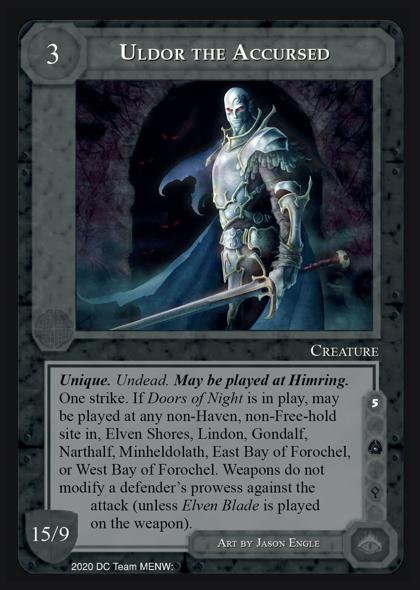 3
ULDOR THE ACCURSED
CREATURE
Unique. Undead. May be played at Himring.
One strike. If Doors of Night is in play, may
be played at any non-Haven, non-Free-hold
site in, Elven Shores, Lindon, Gondalf,
Narthalf, Minheldolath, East Bay of Forochel,
or West Bay of Forochel. Weapons do not
modify a defender's prowess against the
attack (unless Elven Blade is played
on the weapon).
5
15/9
ART BY JASON ENGLE
2020 DC Team MENW: